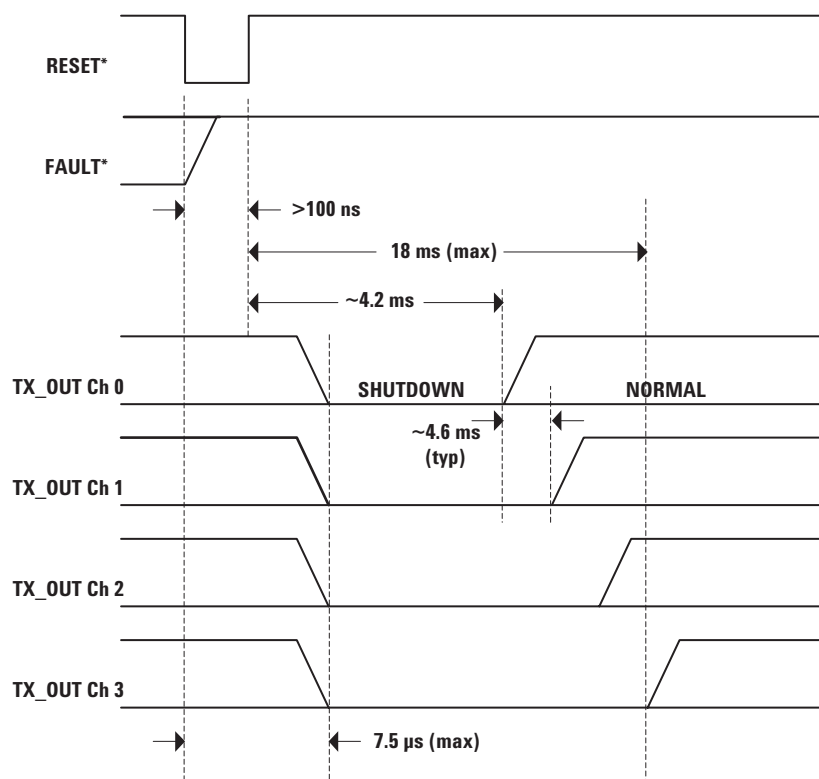 RESET*
FAULT*
>100 ns
18 ms (max)
~4.2 ms
TX_OUT Ch 0
SHUTDOWN
NORMAL
~4.6 ms
(typ)
TX_OUT Ch 1
TX_OUT Ch 2
TX_OUT Ch 3
7.5 µs (max)